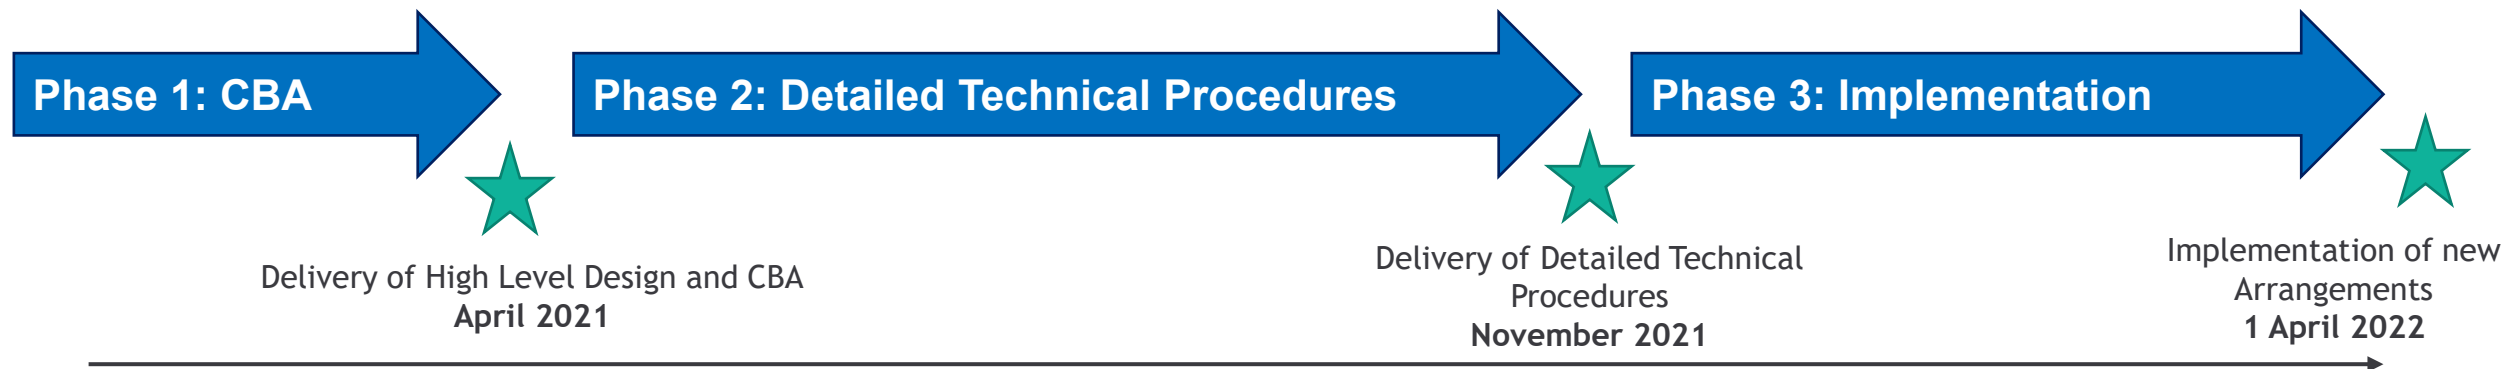 Phase 1: CBA
Phase 2: Detailed Technical Procedures
Phase 3: Implementation
Delivery of High Level Design and CBA
April 2021
Delivery of Detailed Technical
Procedures
November 2021
Implementation of new
Arrangements
1 April 2022